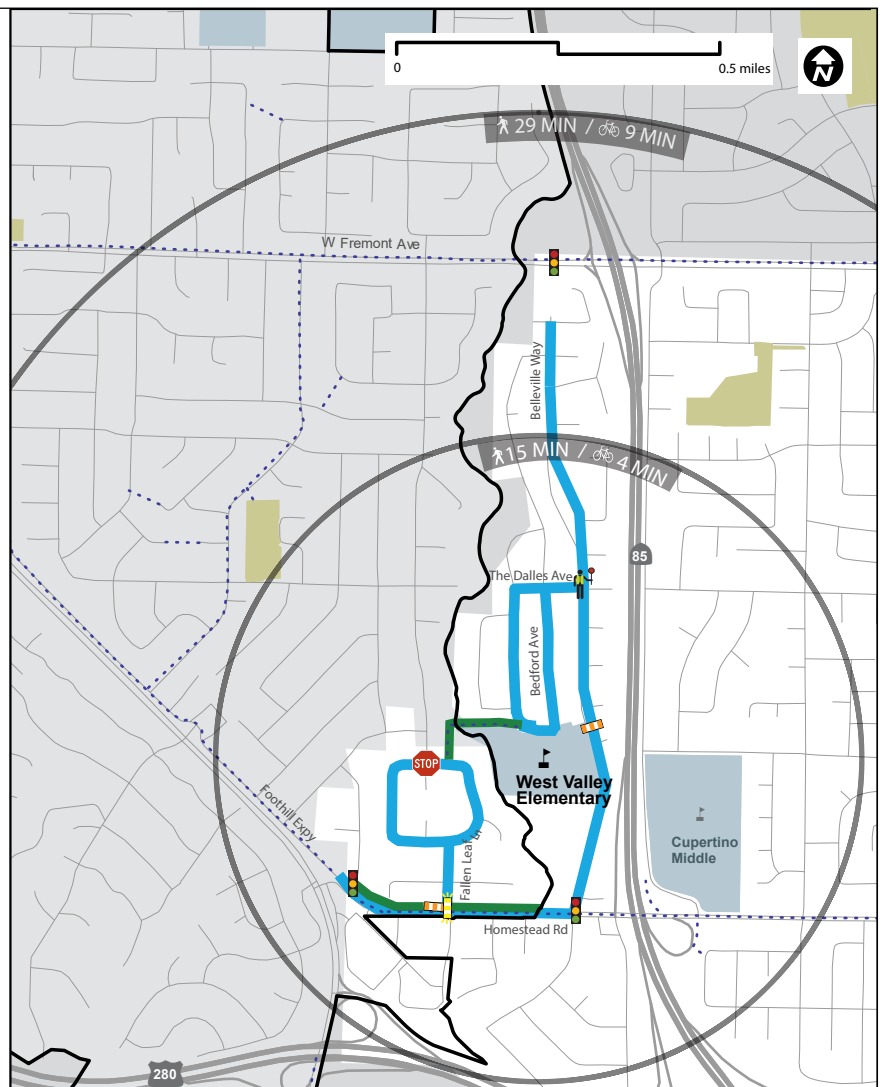 0
0.5 miles
N
29 MIN / 9 MIN
W Fremont Ave
Belleville Way
15 MIN / 4 MIN
85
The Dalles Ave
Bedford Ave
STOP
West Valley
Elementary
Foothill Expy
Fallen Leaf Ln
Cupertino
Middle
Homestead Rd
280